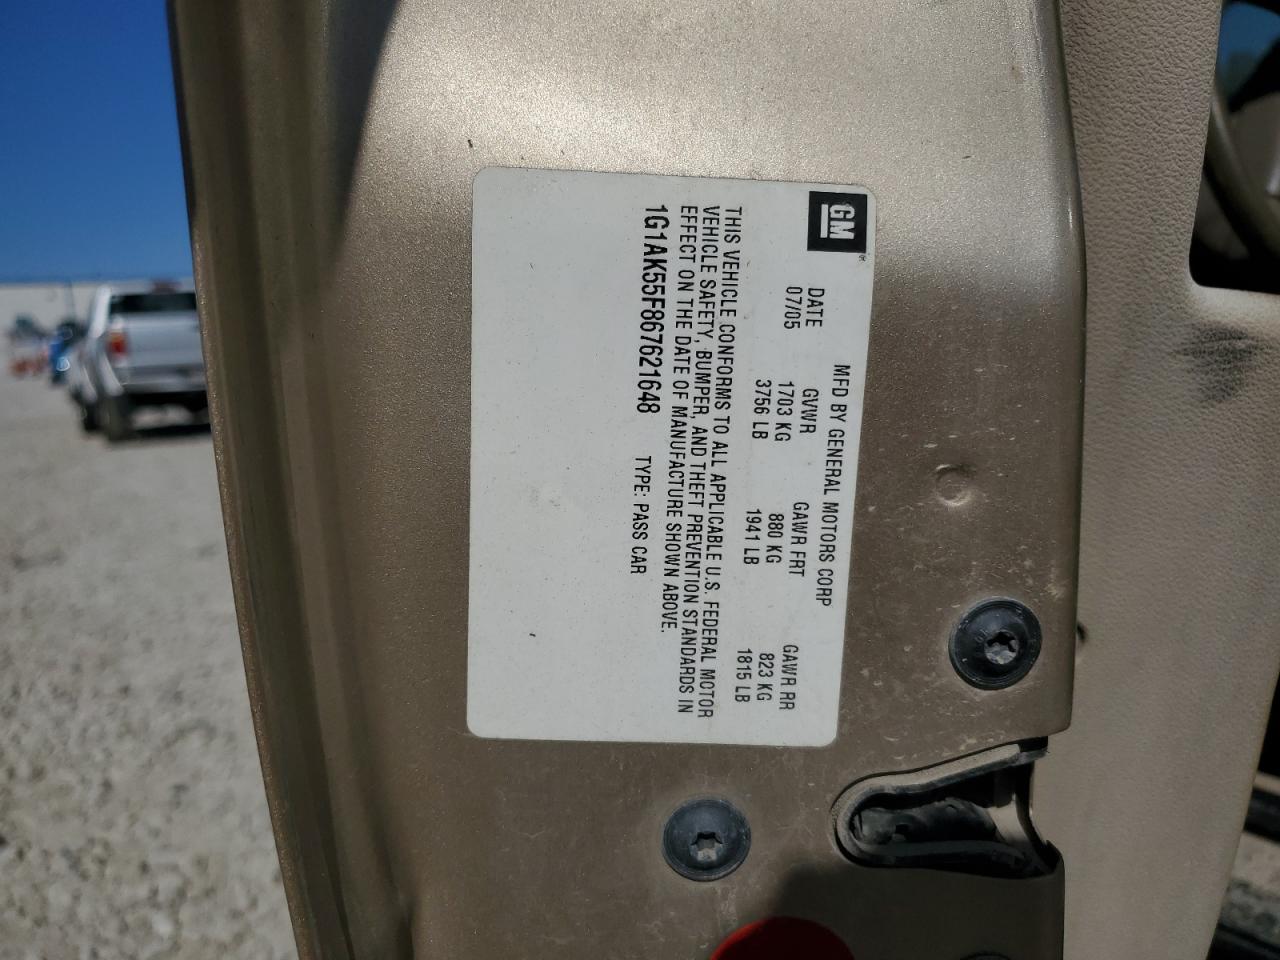 GM
MFD BY GENERAL MOTORS CORP
DATE GVWR GAWR FRT GAWR RR
07/05 1703 KG 880 KG 823 KG
3756 LB 1941 LB 1815 LB
THIS VEHICLE CONFORMS TO ALL APPLICABLE U.S. FEDERAL MOTOR
VEHICLE SAFETY, BUMPER, AND THEFT PREVENTION STANDARDS IN
EFFECT ON THE DATE OF MANUFACTURE SHOWN ABOVE.
1G1AK55F867621648 TYPE: PASS CAR